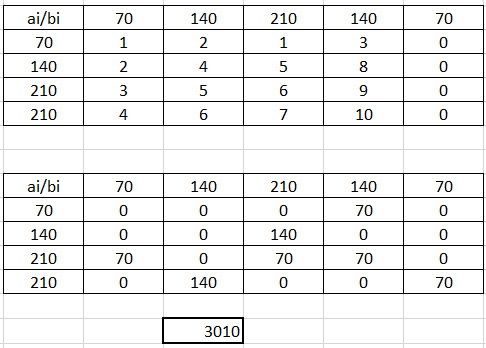 ai/bi 70 140 210 140 70
70 1 2 1 3 0
140 2 4 5 8 0
210 3 5 6 9 0
210 4 6 7 10 0
ai/bi 70 140 210 140 70
70 0 0 0 70 0
140 0 0 140 0 0
210 70 0 70 70 0
210 0 140 0 0 70
3010